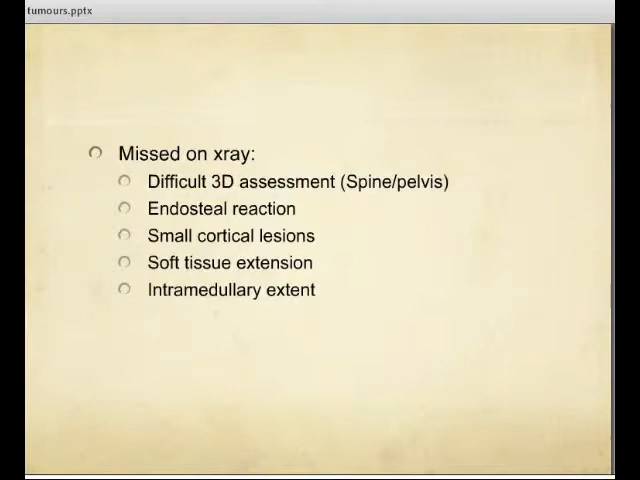 tumours.pptx
Missed on xray:
Difficult 3D assessment (Spine/pelvis)
Endosteal reaction
Small cortical lesions
Soft tissue extension
Intramedullary extent